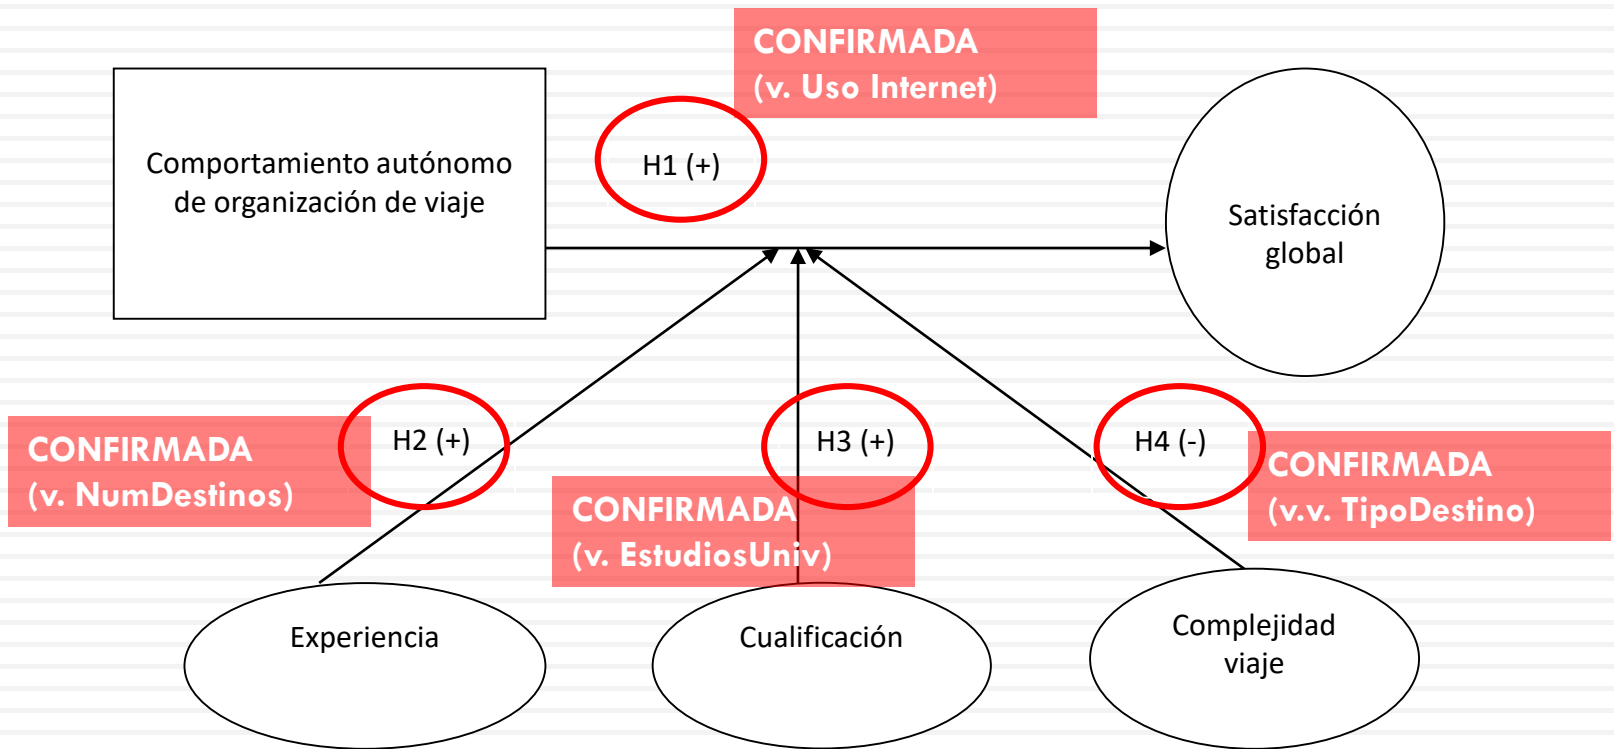 CONFIRMADA
(v. Uso Internet)
Comportamiento autónomo
de organización de viaje
H1 (+)
Satisfacción
global
H2 (+)
H3 (+)
H4 (-)
CONFIRMADA
(v. NumDestinos)
CONFIRMADA
(v. EstudiosUniv)
CONFIRMADA
(v.v. TipoDestino)
Experiencia
Cualificación
Complejidad
viaje